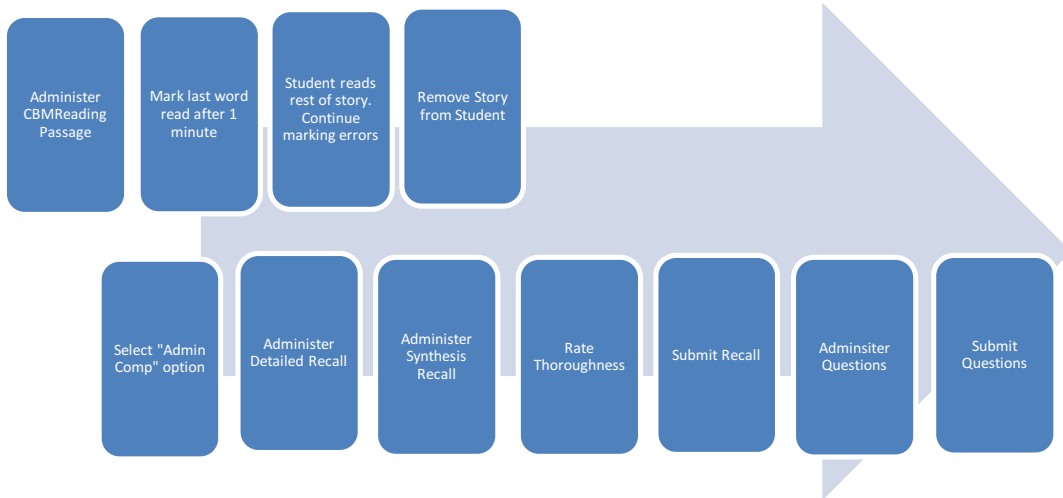 Administer
CBMReading
Passage
Mark last word
read after 1
minute
Student reads
rest of story.
Continue
marking errors
Remove Story
from Student
Select "Admin
Comp" option
Administer
Detailed Recall
Administer
Synthesis
Recall
Rate
Thoroughness
Submit Recall
Adminsiter
Questions
Submit
Questions